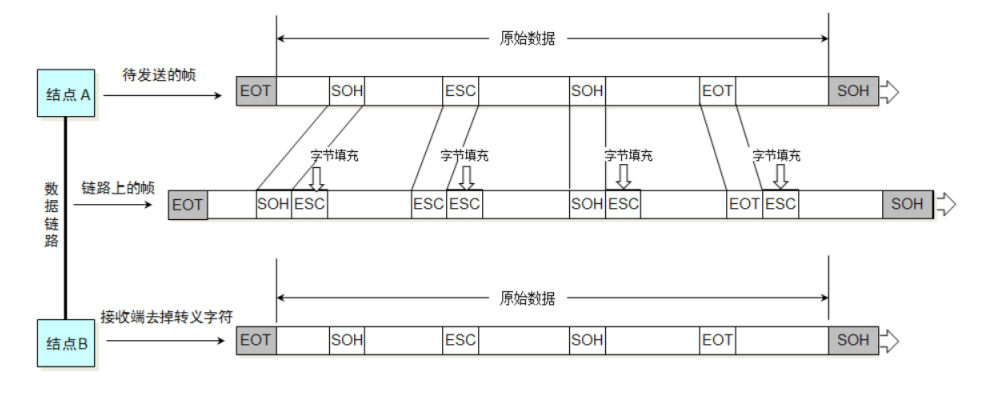 原始数据
待发送的帧
结点 A
EOT SOH ESC SOH EOT SOH
字节填充 字节填充 字节填充 字节填充
数据链路
链路上的帧
EOT SOH ESC ESC ESC SOH ESC EOT ESC SOH
原始数据
接收端去掉转义字符
结点B
EOT SOH ESC SOH EOT SOH